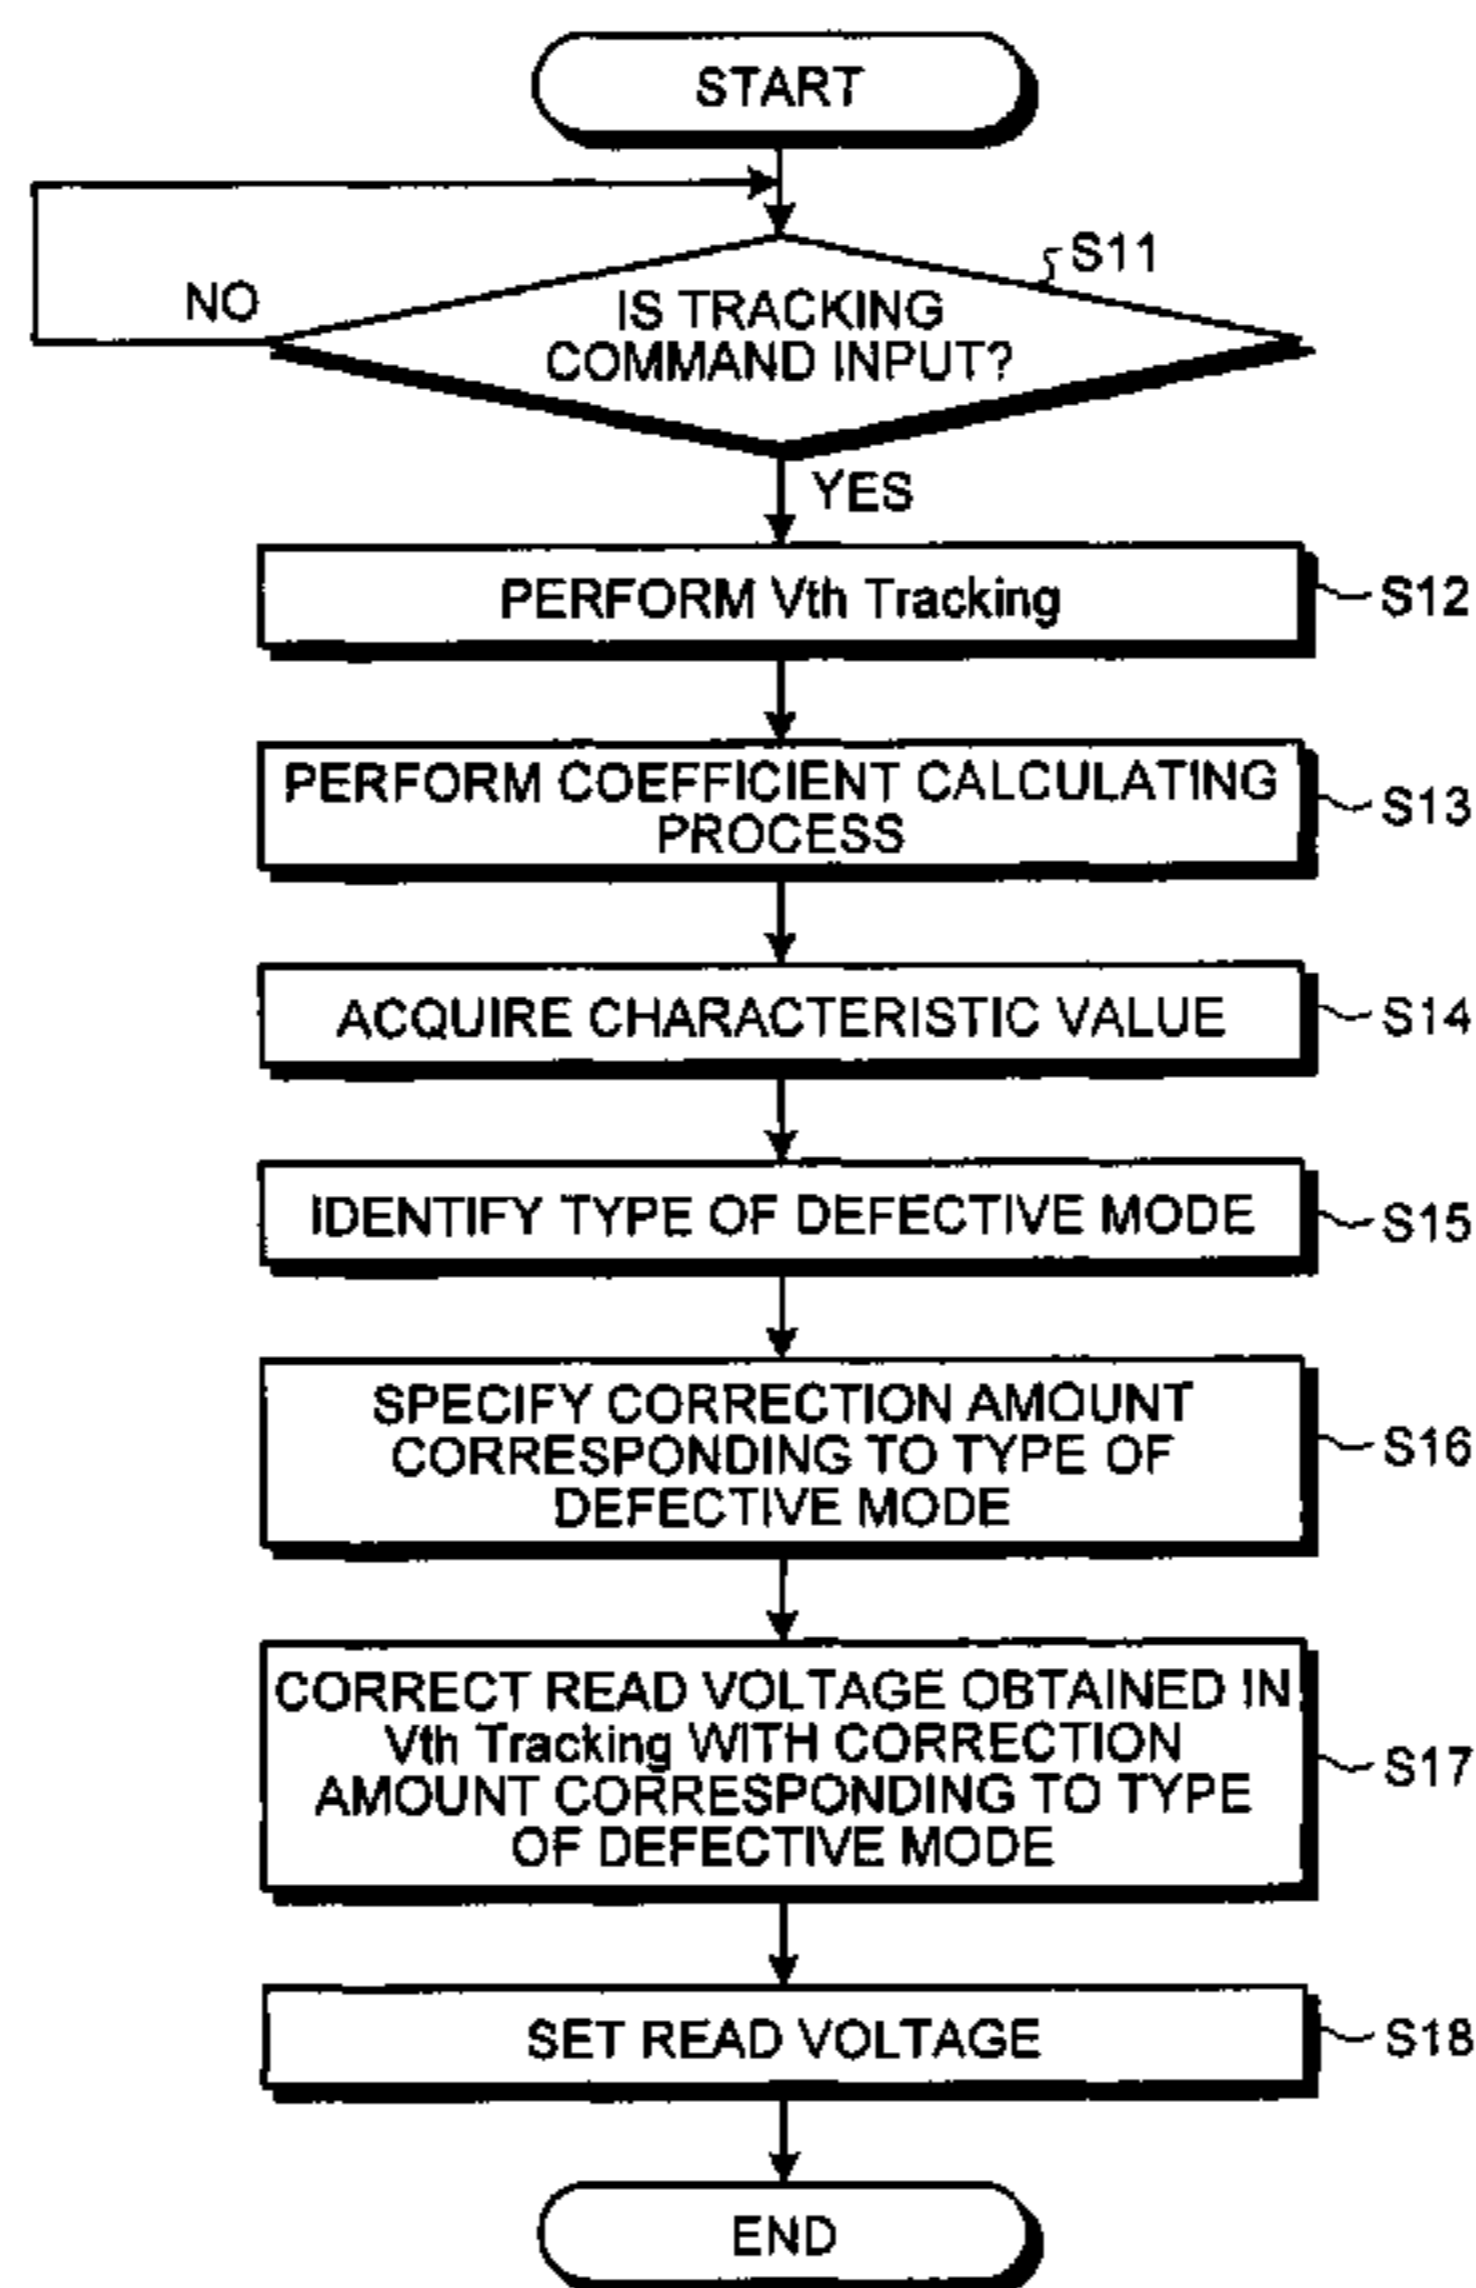 START
S11
NO
IS TRACKING
COMMAND INPUT?
YES
PERFORM Vth Tracking
S12
PERFORM COEFFICIENT CALCULATING
PROCESS
S13
ACQUIRE CHARACTERISTIC VALUE
S14
IDENTIFY TYPE OF DEFECTIVE MODE
S15
SPECIFY CORRECTION AMOUNT
CORRESPONDING TO TYPE OF
DEFECTIVE MODE
S16
CORRECT READ VOLTAGE OBTAINED IN
Vth Tracking WITH CORRECTION
AMOUNT CORRESPONDING TO TYPE
OF DEFECTIVE MODE
S17
SET READ VOLTAGE
S18
END